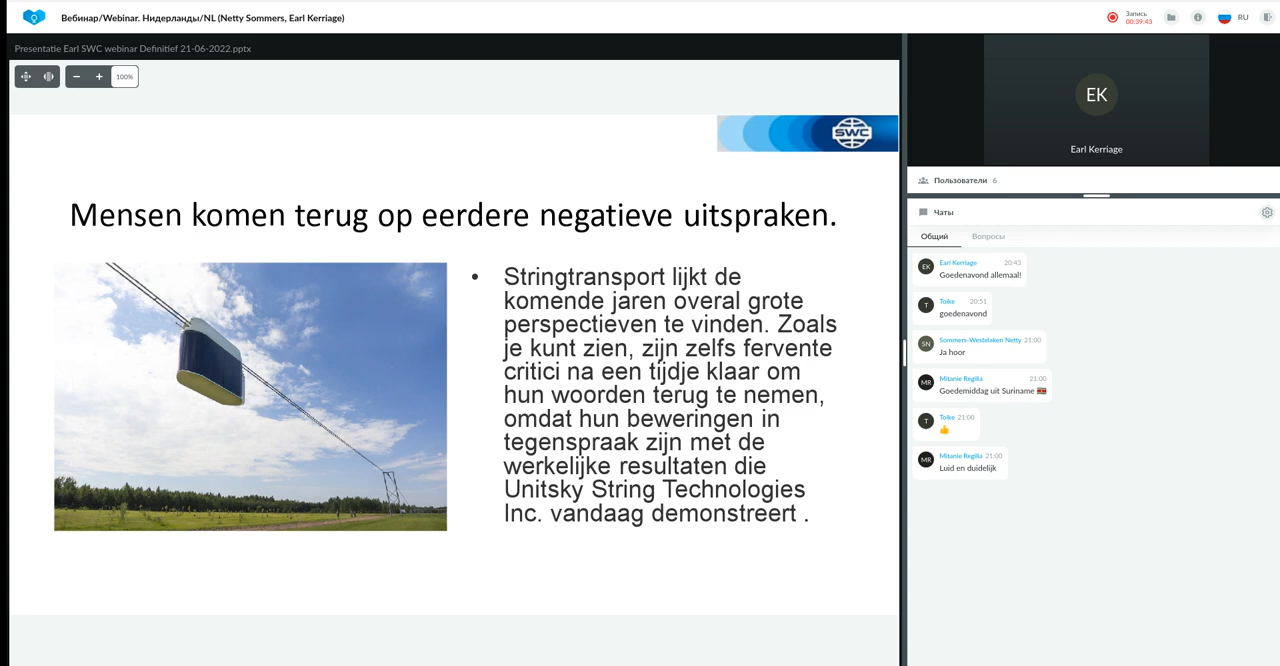 Вебинар/Webinar. Нидерланды/NL (Netty Sommers, Earl Kerriage)
Запись
00:39:43
RU
Presentatie Earl SWC webinar Definitief 21-06-2022.pptx
100%
SWC
Mensen komen terug op eerdere negatieve uitspraken.
• Stringtransport lijkt de
komende jaren overal grote
perspectieven te vinden. Zoals
je kunt zien, zijn zelfs fervente
critici na een tijdje klaar om
hun woorden terug te nemen,
omdat hun beweringen in
tegenspraak zijn met de
werkelijke resultaten die
Unitsky String Technologies
Inc. vandaag demonstreert .
EK
Earl Kerriage
Пользователи 6
Чаты
Общий Вопросы
EK Earl Kerriage 20:43
Goedenavond allemaal!
T Toike 20:51
goedenavond
SN Sommers-Westelaken Netty 21:00
Ja hoor
MR Mitanie Regilia 21:00
Goedemiddag uit Suriname 🇸🇷
T Toike 21:00
👍
MR Mitanie Regilia 21:00
Luid en duidelijk